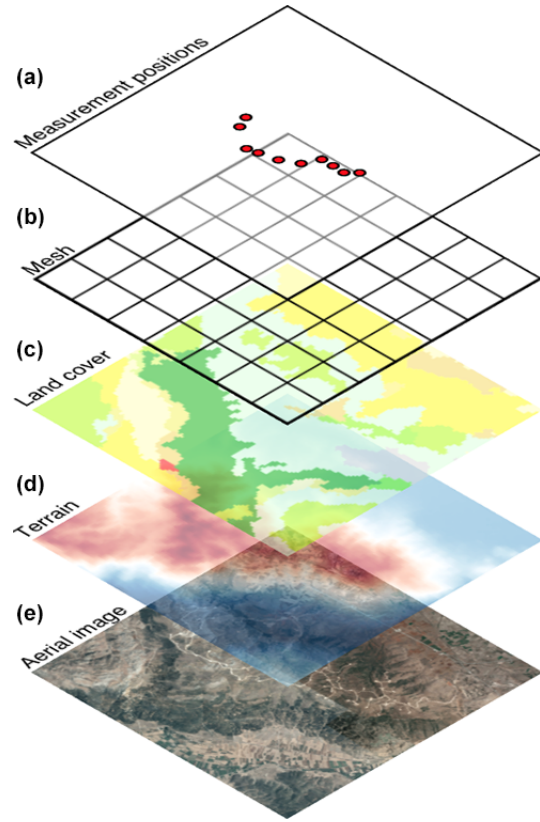 (a)
Measurement positions
(b)
Mesh
(c)
Land cover
(d)
Terrain
(e)
Aerial image